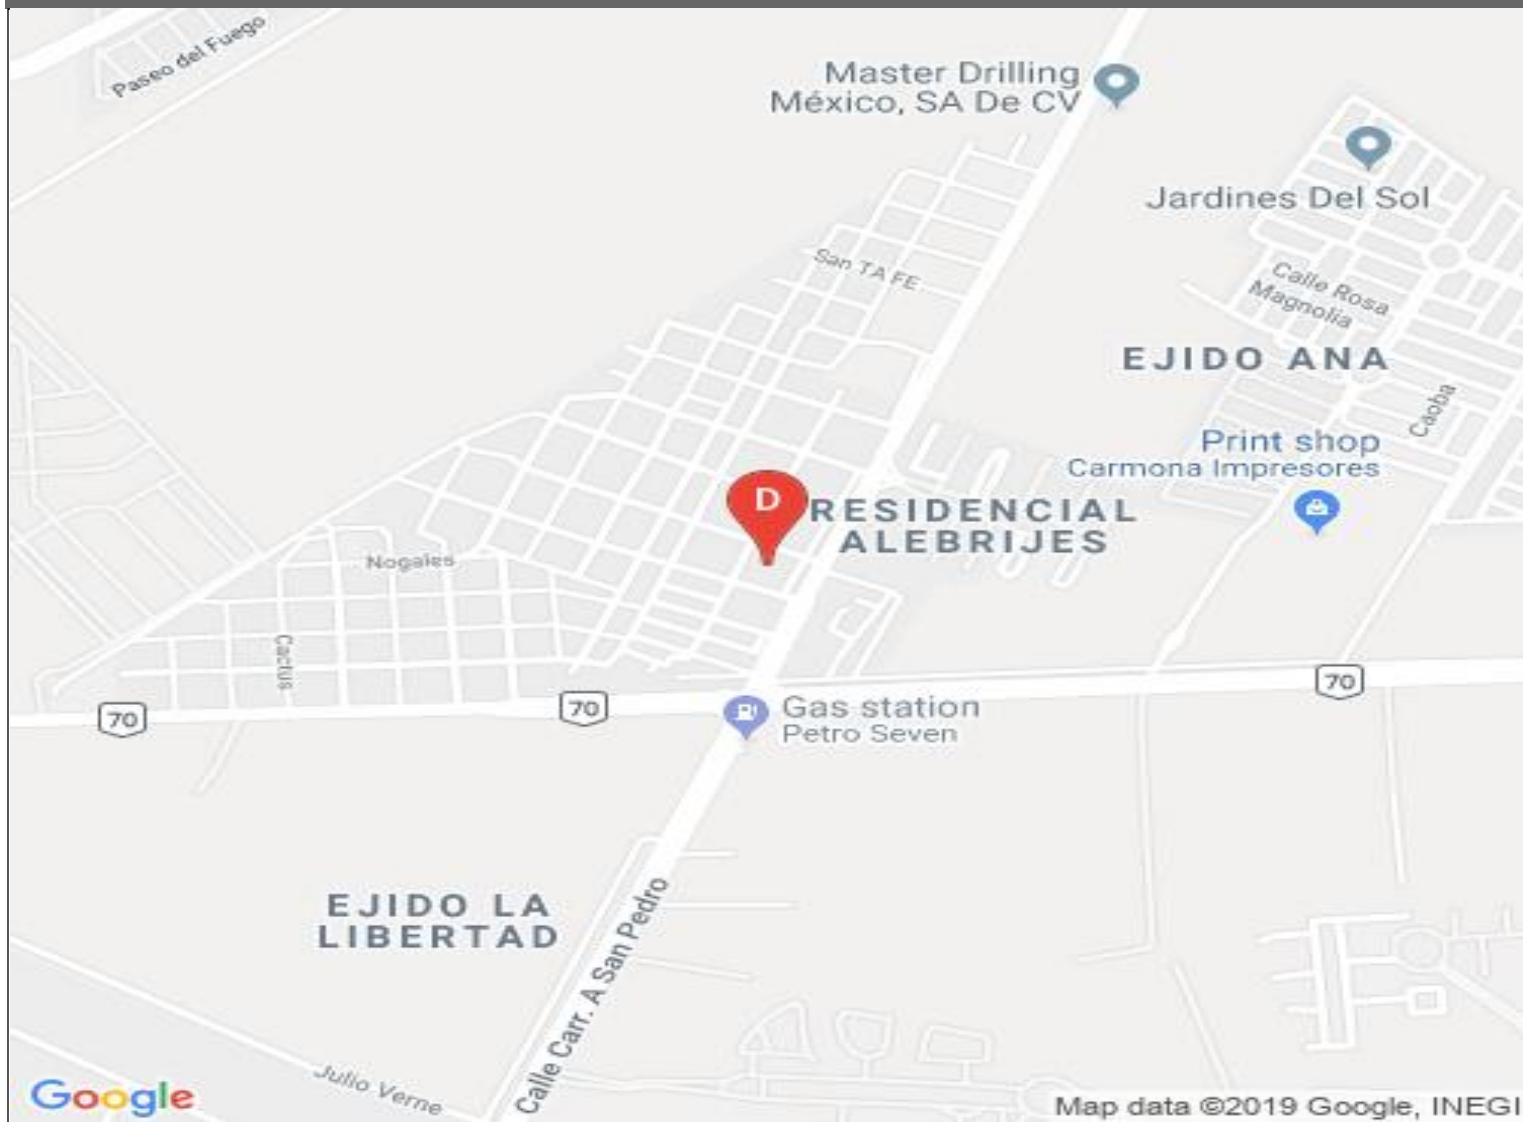 Paseo del Fuego
Master Drilling
México, SA De CV
Jardines Del Sol
San TA FE
Calle Rosa
Magnolia
EJIDO ANA
Caoba
Print shop
Carmona Impresores
D
RESIDENCIAL
ALEBRIJES
Nogales
Cactus
70
70
70
Gas station
Petro Seven
EJIDO LA
LIBERTAD
Calle Carr. A San Pedro
Julio Verne
Google
Map data ©2019 Google, INEGI